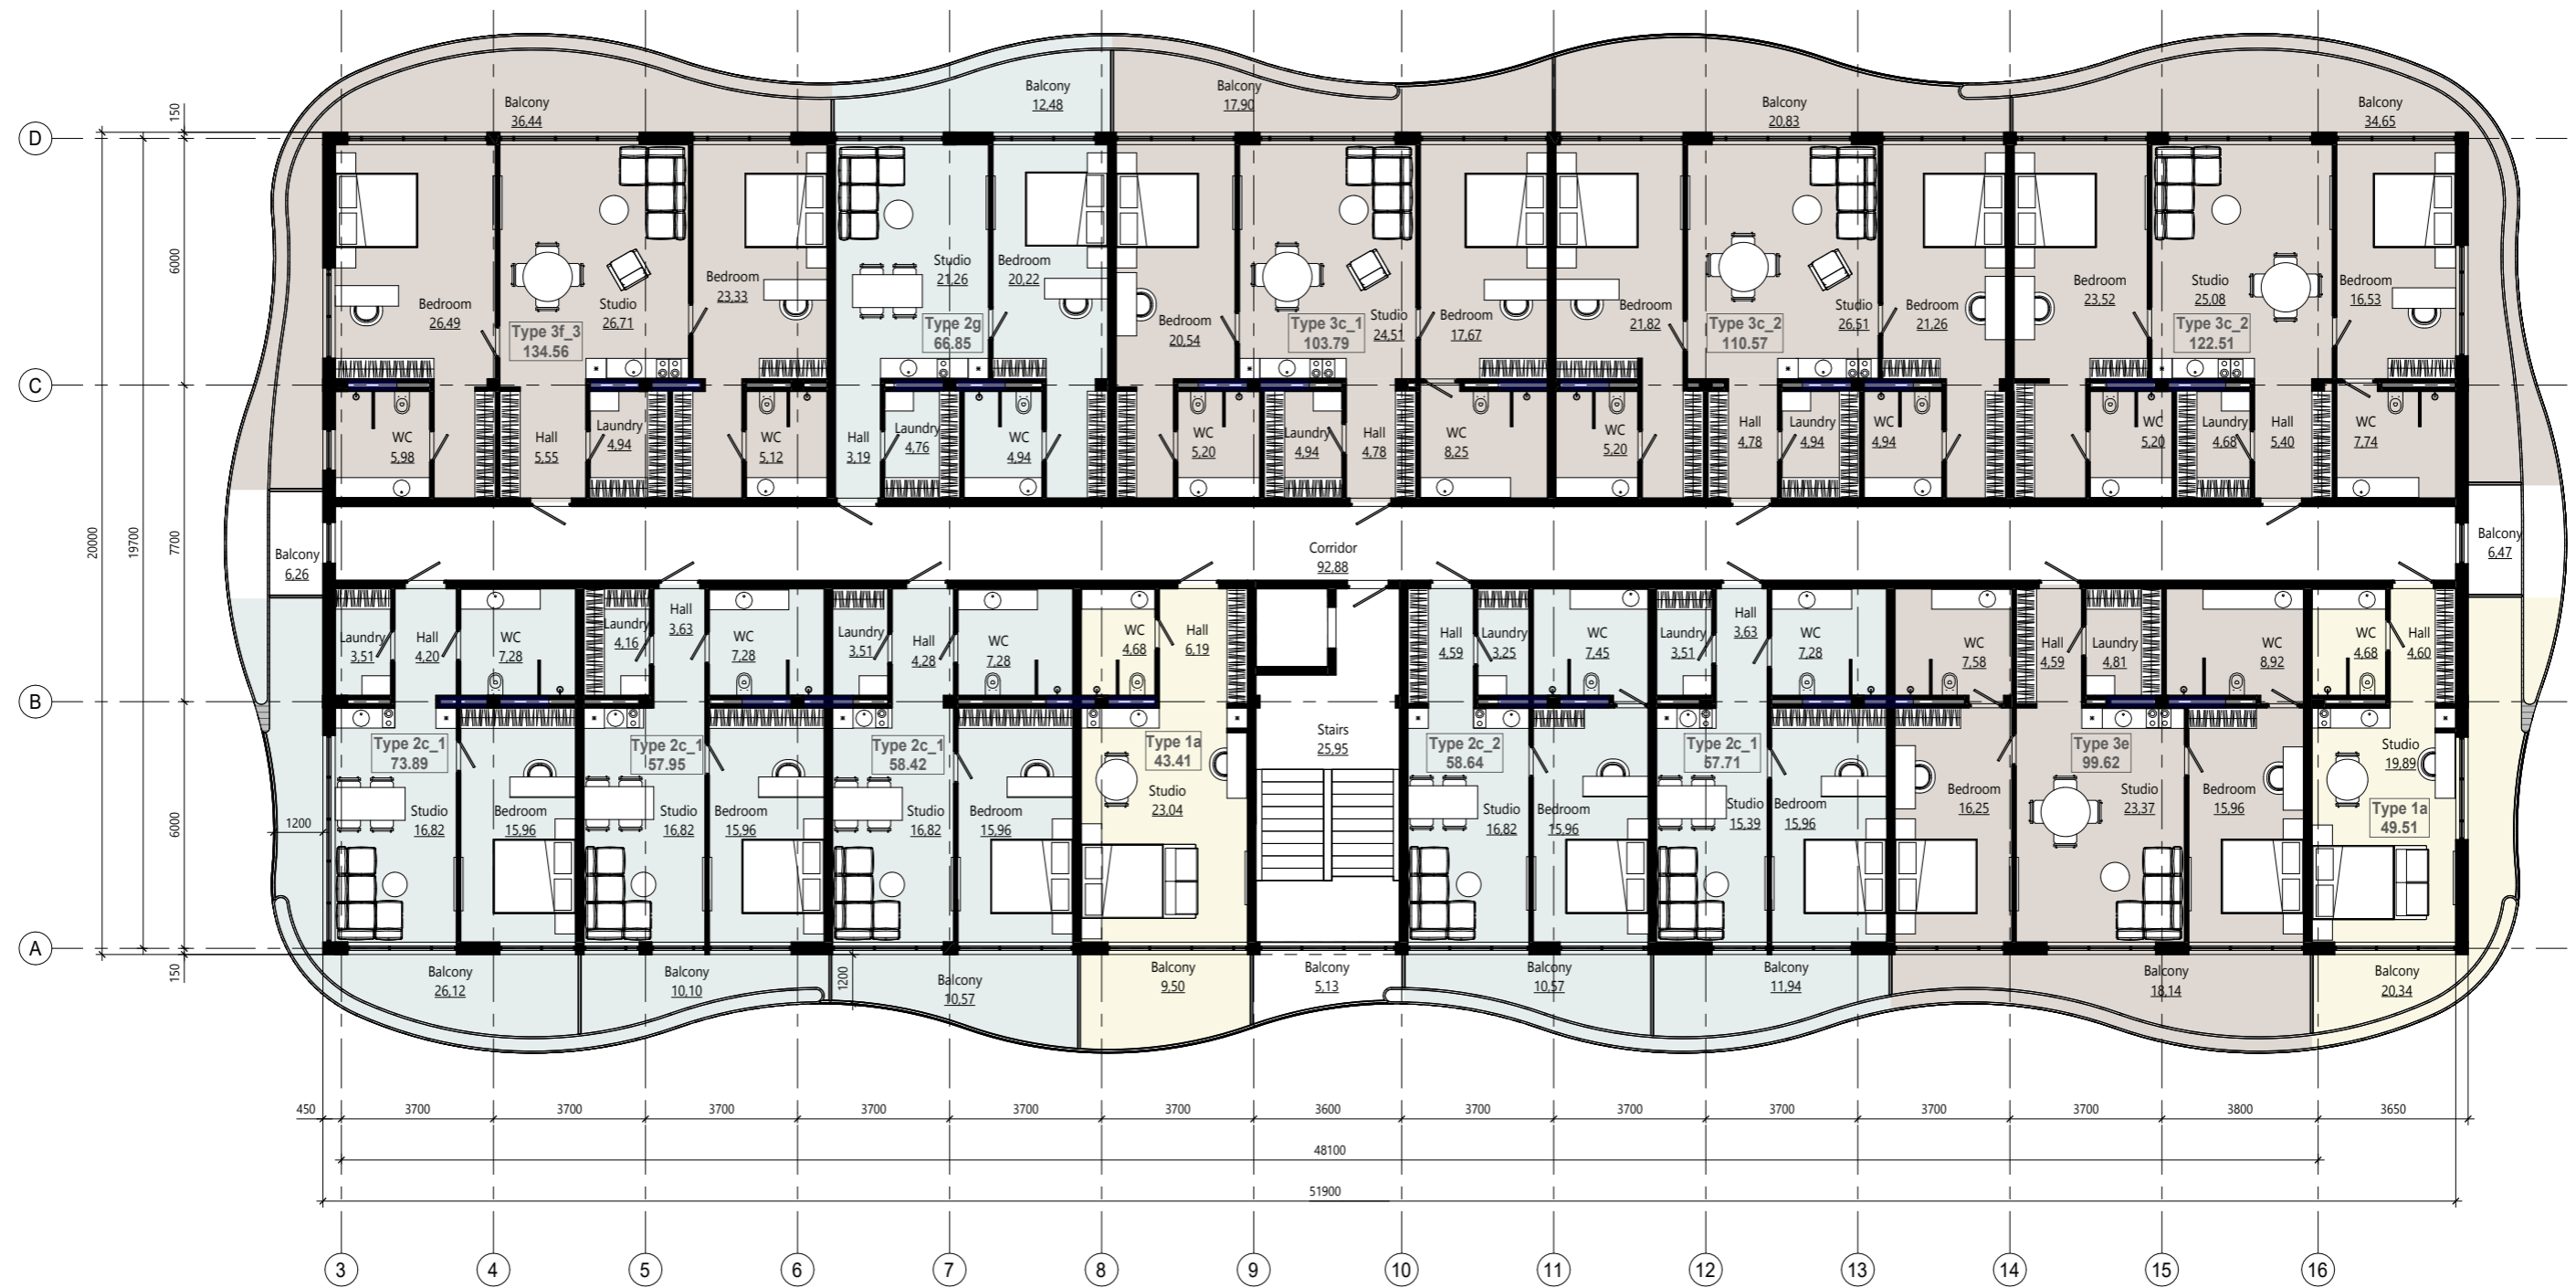 Balcony
36,44
Balcony
12,48
Balcony
17,90
Balcony
20,83
Balcony
34,65
150
D
6000
Bedroom
26,49
Studio
26,71
Type 3f_3
134.56
Bedroom
23,33
Studio
21,26
Type 2g
66.85
Bedroom
20,22
Bedroom
20,54
Type 3c_1
103.79
Studio
24,51
Bedroom
17,67
Bedroom
21,82
Type 3c_2
110.57
Studio
26,51
Bedroom
21,26
Bedroom
23,52
Studio
25,08
Type 3c_2
122.51
Bedroom
16,53
C
WC
5,98
Hall
5,55
Laundry
4,94
WC
5,12
Hall
3,19
Laundry
4,76
WC
4,94
WC
5,20
Laundry
4,94
Hall
4,78
WC
8,25
WC
5,20
Hall
4,78
Laundry
4,94
WC
4,94
WC
5,20
Laundry
4,68
Hall
5,40
WC
7,74
20000
19700
7700
Balcony
6,26
Corridor
92,88
Balcony
6,47
Laundry
3,51
Hall
4,20
WC
7,28
Laundry
4,16
Hall
3,63
WC
7,28
Laundry
3,51
Hall
4,28
WC
7,28
WC
4,68
Hall
6,19
Hall
4,59
Laundry
3,25
WC
7,45
Laundry
3,51
Hall
3,63
WC
7,28
WC
7,58
Hall
4,59
Laundry
4,81
WC
8,92
WC
4,68
Hall
4,60
B
Type 2c_1
73.89
Type 2c_1
57.95
Type 2c_1
58.42
Type 1a
43.41
Stairs
25,95
Type 2c_2
58.64
Type 2c_1
57.71
Type 3e
99.62
Studio
19,89
Type 1a
49.51
6000
1200
Studio
16,82
Bedroom
15,96
Studio
16,82
Bedroom
15,96
Studio
16,82
Bedroom
15,96
Studio
23,04
Studio
16,82
Bedroom
15,96
Studio
15,39
Bedroom
15,96
Bedroom
16,25
Studio
23,37
Bedroom
15,96
A
150
Balcony
26,12
Balcony
10,10
1200
Balcony
10,57
Balcony
9,50
Balcony
5,13
Balcony
10,57
Balcony
11,94
Balcony
18,14
Balcony
20,34
450 3700 3700 3700 3700 3700 3700 3600 3700 3700 3700 3700 3700 3800 3650
48100
51900
3 4 5 6 7 8 9 10 11 12 13 14 15 16